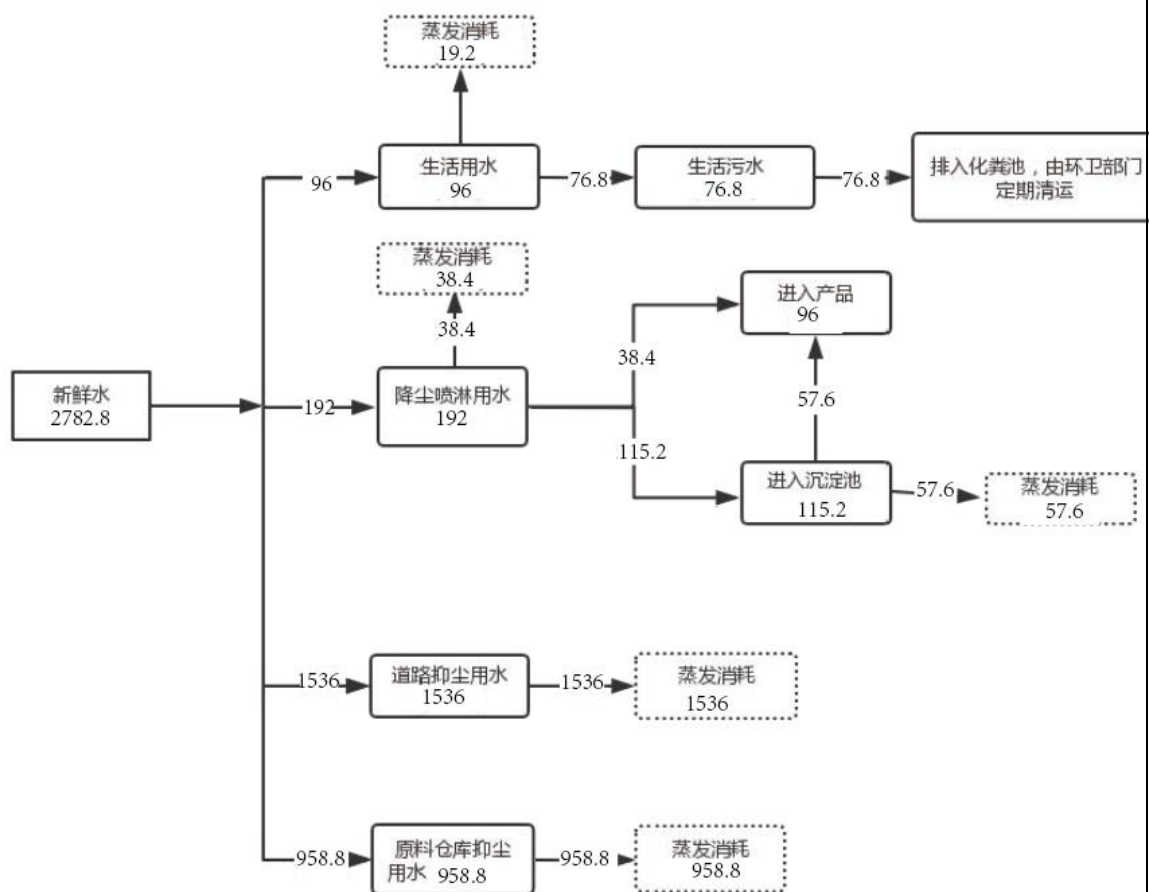 蒸发消耗
19.2
96
生活用水
96
76.8
生活污水
76.8
76.8
排入化粪池，由环卫部门
定期清运
蒸发消耗
38.4
38.4
新鲜水
2782.8
192
降尘喷淋用水
192
38.4
115.2
进入产品
96
57.6
进入沉淀池
115.2
57.6
蒸发消耗
57.6
1536
道路抑尘用水
1536
1536
蒸发消耗
1536
958.8
原料仓库抑尘
用水 958.8
958.8
蒸发消耗
958.8